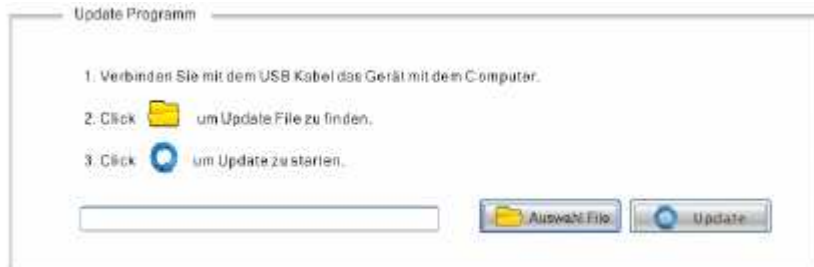 Update Programm
1. Verbinden Sie mit dem USB Kabel das Gerät mit dem Computer.
2. Click um Update File zu finden.
3. Click um Update zu starten.
Auswahl File Update